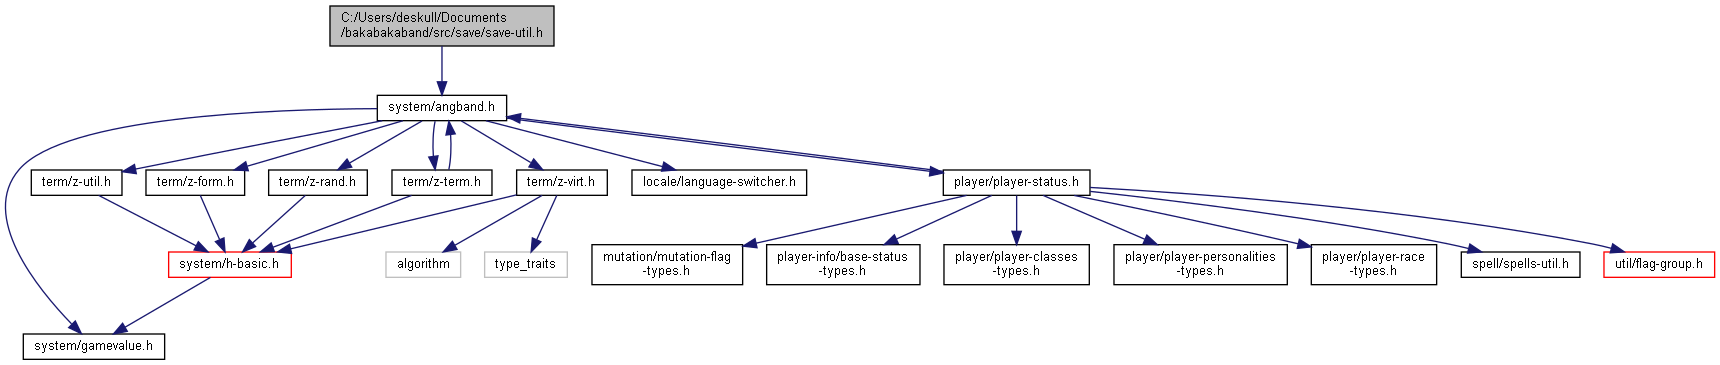 C:/Users/deskull/Documents
/bakabakaband/src/save/save-util.h
system/angband.h
term/z-util.h
term/z-form.h
term/z-rand.h
term/z-term.h
term/z-virt.h
locale/language-switcher.h
player/player-status.h
system/h-basic.h
algorithm
type_traits
mutation/mutation-flag
-types.h
player-info/base-status
-types.h
player/player-classes
-types.h
player/player-personalities
-types.h
player/player-race
-types.h
spell/spells-util.h
util/flag-group.h
system/gamevalue.h